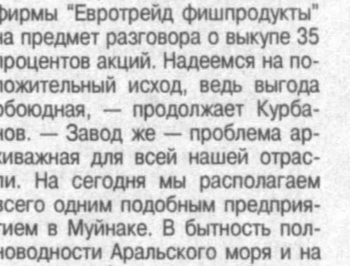 фирмы "Евротрейд фишпродукты"
на предмет разговора о выкупе 35
процентов акций. Надеемся на по-
ложительный исход, ведь выгода
обоюдная, — продолжает Курба-
нов. — Завод же — проблема ар-
живажная для всей нашей отрас-
ли. На сегодня мы располагаем
всего одним подобным предприя-
тием в Муйнаке. В бытность пол-
новодности Аральского моря и на